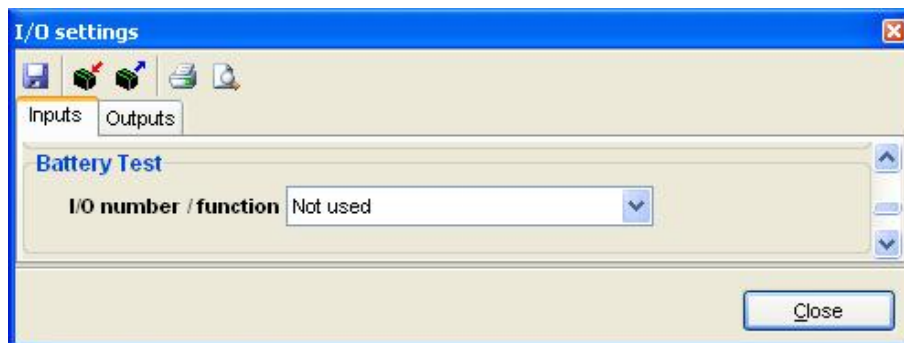 I/O settings
Inputs Outputs
Battery Test
I/O number / function Not used
Close